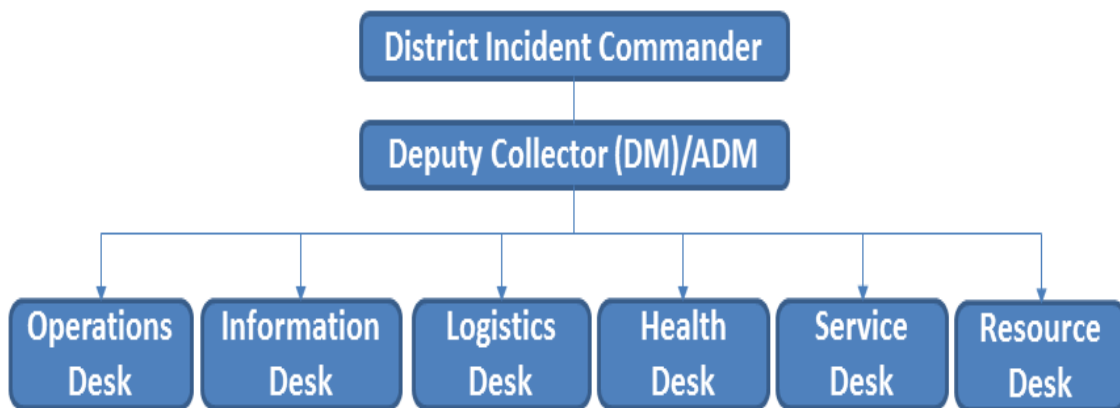 District Incident Commander
Deputy Collector (DM)/ADM
Operations
Desk
Information
Desk
Logistics
Desk
Health
Desk
Service
Desk
Resource
Desk